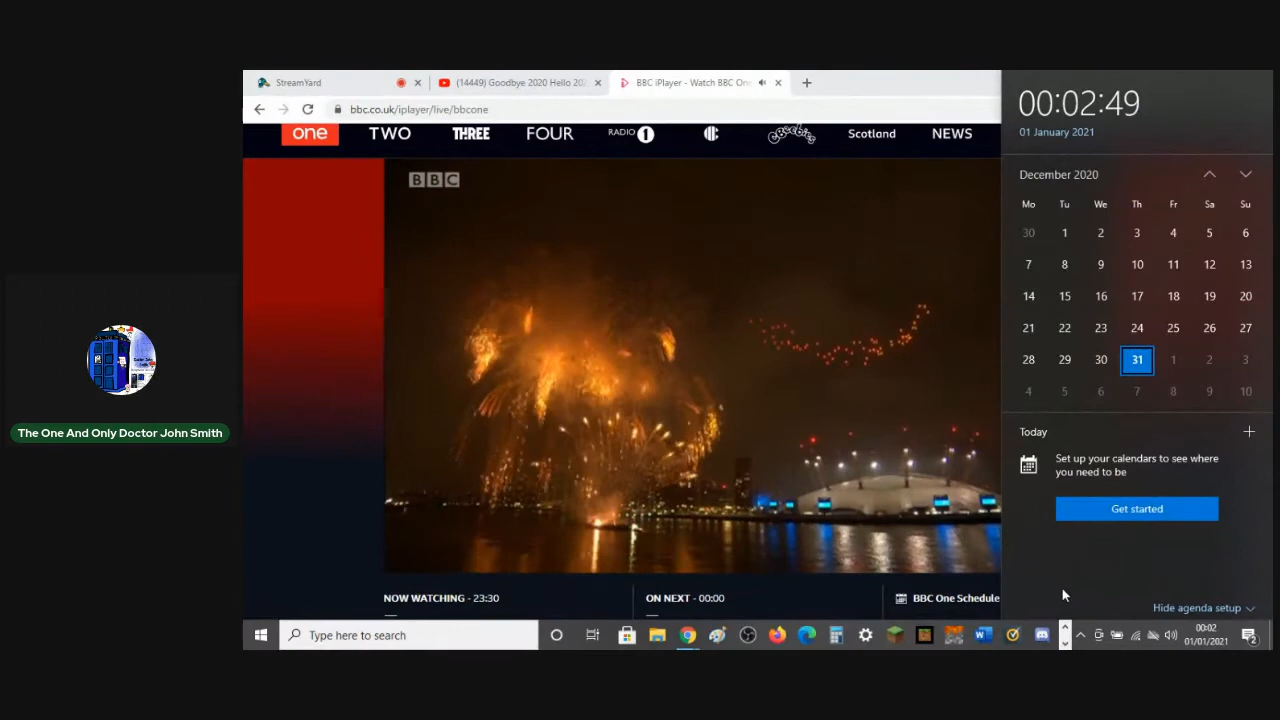 StreamYard
(14449) Goodbye 2020 Hello 202
BBC iPlayer - Watch BBC One
bbc.co.uk/iplayer/live/bbcone
one TWO THREE FOUR RADIO 1 CBeebies Scotland NEWS
BBC
00:02:49
01 January 2021
December 2020
Mo Tu We Th Fr Sa Su
30 1 2 3 4 5 6
7 8 9 10 11 12 13
14 15 16 17 18 19 20
21 22 23 24 25 26 27
28 29 30 31 1 2 3
4 5 6 7 8 9 10
Today
Set up your calendars to see where
you need to be
Get started
Hide agenda setup
The One And Only Doctor John Smith
NOW WATCHING - 23:30
ON NEXT - 00:00
BBC One Schedule
Type here to search
00:02
01/01/2021
2